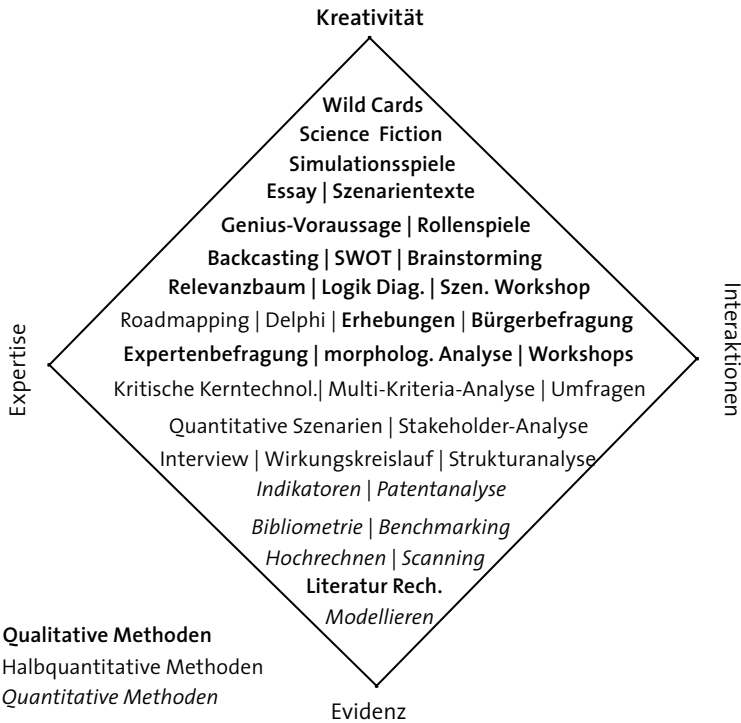 Kreativität
Wild Cards
Science Fiction
Simulationsspiele
Essay | Szenarientexte
Genius-Voraussage | Rollenspiele
Backcasting | SWOT | Brainstorming
Relevanzbaum | Logik Diag. | Szen. Workshop
Roadmapping | Delphi | Erhebungen | Bürgerbefragung
Expertise
Interaktionen
Expertenbefragung | morpholog. Analyse | Workshops
Kritische Kerntechnol.| Multi-Kriteria-Analyse | Umfragen
Quantitative Szenarien | Stakeholder-Analyse
Interview | Wirkungskreislauf | Strukturanalyse
Indikatoren | Patentanalyse
Bibliometrie | Benchmarking
Hochrechnen | Scanning
Literatur Rech.
Modellieren
Qualitative Methoden
Halbquantitative Methoden
Quantitative Methoden
Evidenz